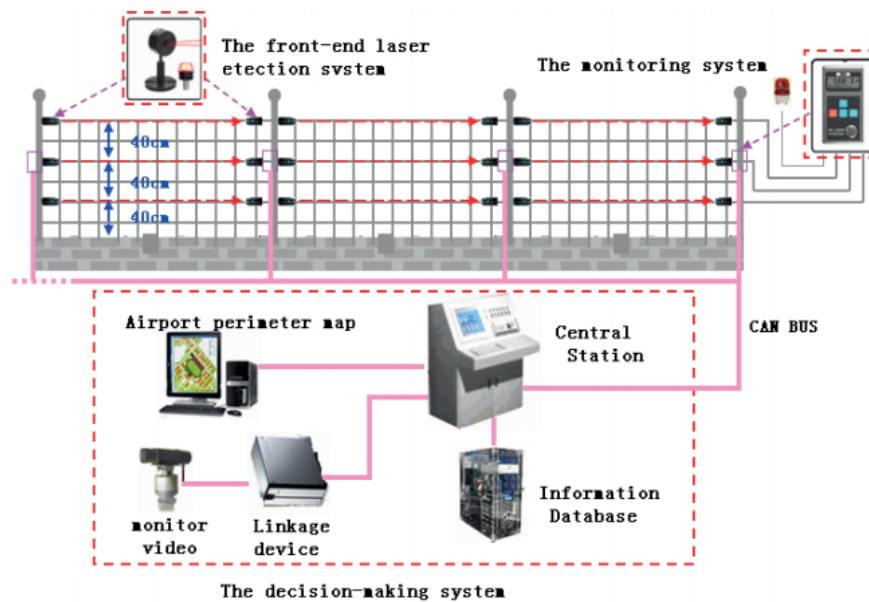 The front-end laser
etection svstem
The monitoring system
40cm
40cm
40cm
Airport perimeter map
Central
Station
CAN BUS
monitor
video
Linkage
device
Information
Database
The decision-making system